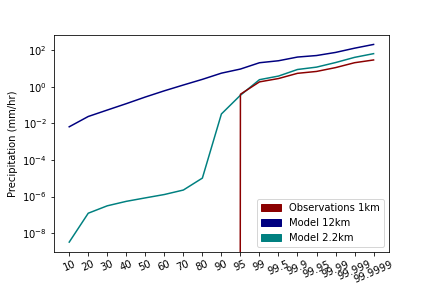 Precipitation (mm/hr)
10²
10⁰
10⁻²
10⁻⁴
10⁻⁶
10⁻⁸
Observations 1km
Model 12km
Model 2.2km
10 20 30 40 50 60 70 80 90 95 99 99.5 99.9 99.95 99.99 99.999 99.9999